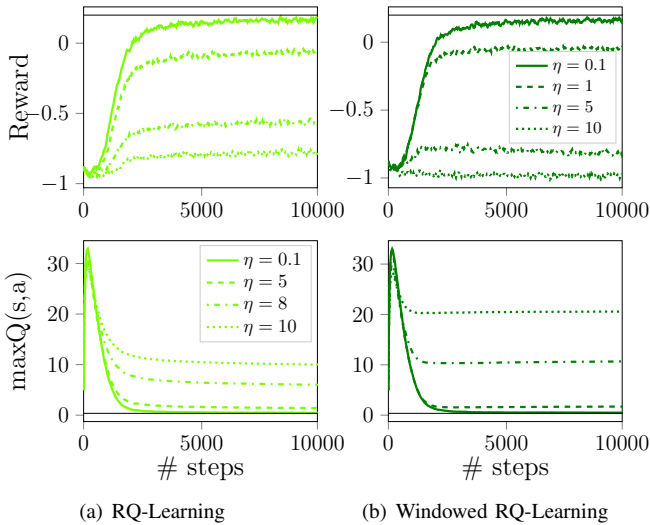 Reward
0
−0.5
−1
0
5000
10000
0
−0.5
−1
0
5000
10000
η = 0.1
η = 1
η = 5
η = 10
maxQ(s,a)
30
20
10
0
0
5000
10000
# steps
η = 0.1
η = 5
η = 8
η = 10
30
20
10
0
0
5000
10000
# steps
(a) RQ-Learning
(b) Windowed RQ-Learning